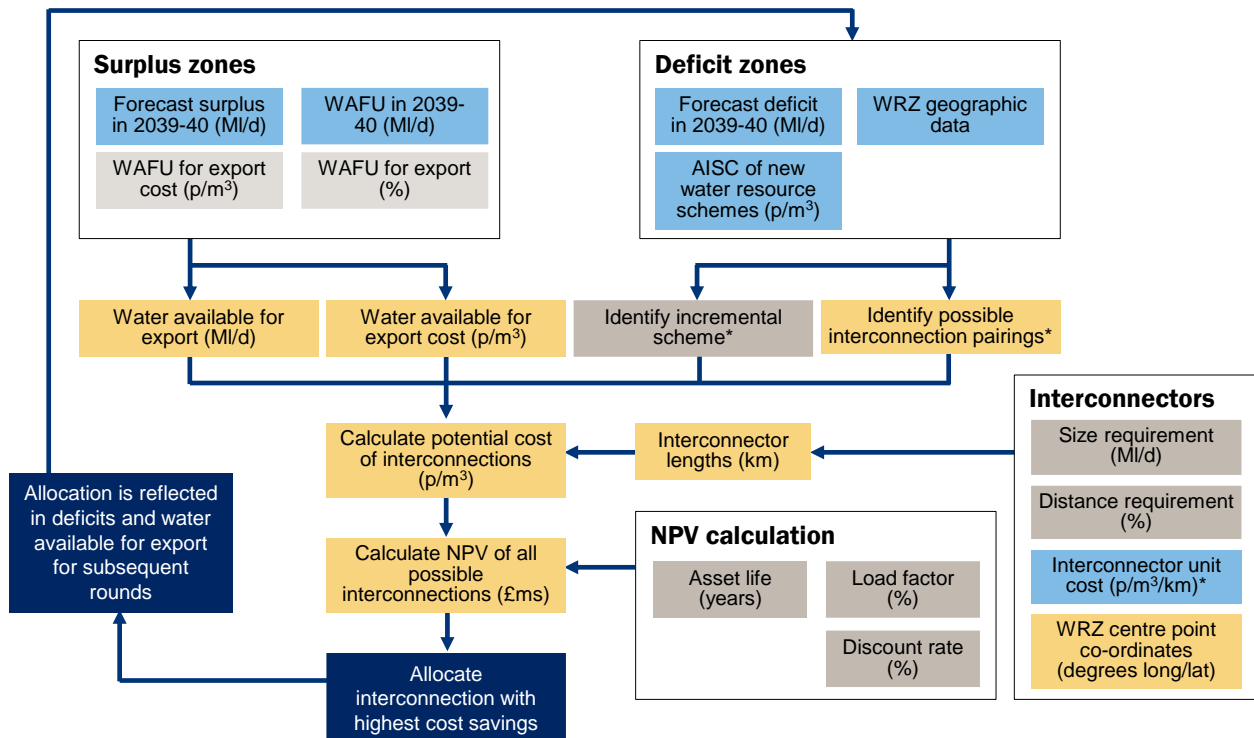 Surplus zones
Forecast surplus
in 2039-40 (Ml/d)
WAFU in 2039-
40 (Ml/d)
WAFU for export
cost (p/m³)
WAFU for export
(%)
Deficit zones
Forecast deficit
in 2039-40 (Ml/d)
WRZ geographic
data
AISC of new
water resource
schemes (p/m³)
Water available for
export (Ml/d)
Water available for
export cost (p/m³)
Identify incremental
scheme*
Identify possible
interconnection pairings*
Interconnectors
Size requirement
(Ml/d)
Distance requirement
(%)
Interconnector unit
cost (p/m³/km)*
WRZ centre point
co-ordinates
(degrees long/lat)
Calculate potential cost
of interconnections
(p/m³)
Interconnector
lengths (km)
Allocation is reflected
in deficits and water
available for export
for subsequent
rounds
Calculate NPV of all
possible
interconnections (£ms)
NPV calculation
Asset life
(years)
Load factor
(%)
Discount rate
(%)
Allocate
interconnection with
highest cost savings